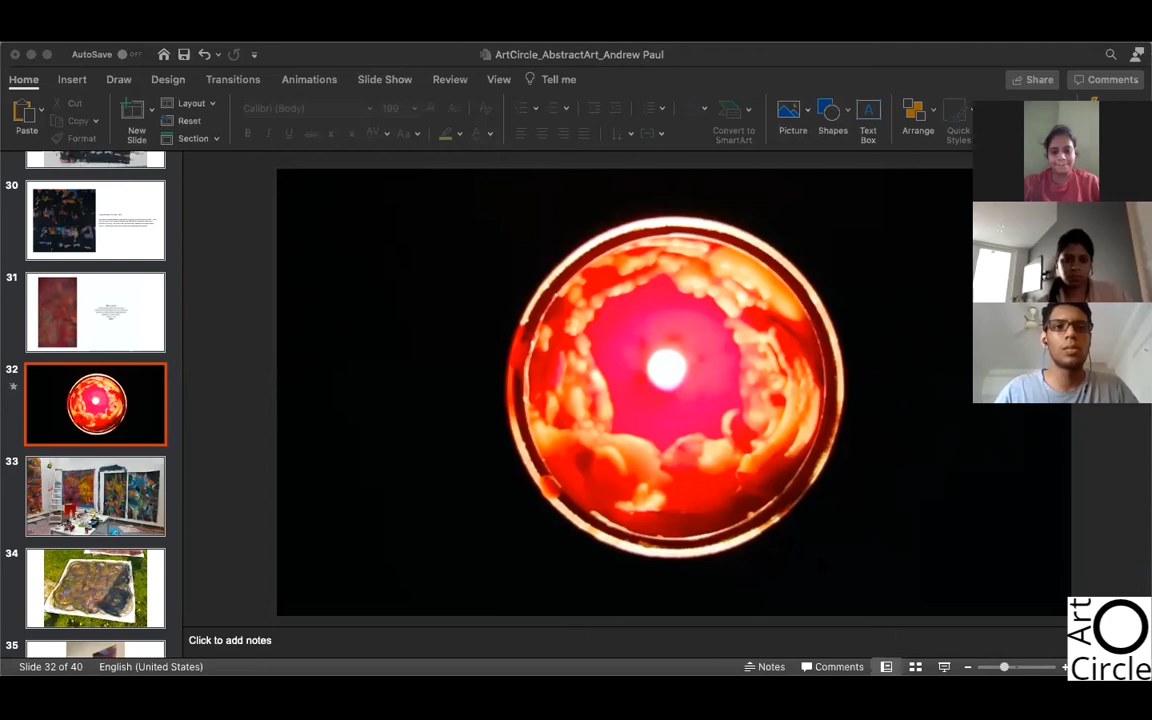 AutoSave OFF
ArtCircle_AbstractArt_Andrew Paul
Home Insert Draw Design Transitions Animations Slide Show Review View Tell me
Share Comments
Paste
Cut
Copy
Format
New Slide
Layout
Reset
Section
Calibri (Body) 199
B I U
Aa
A
Convert to SmartArt
Picture
Shapes
Text Box
Arrange
Quick Styles
30
31
32
33
34
35
Click to add notes
Slide 32 of 40 English (United States)
Notes Comments
Art
Circle